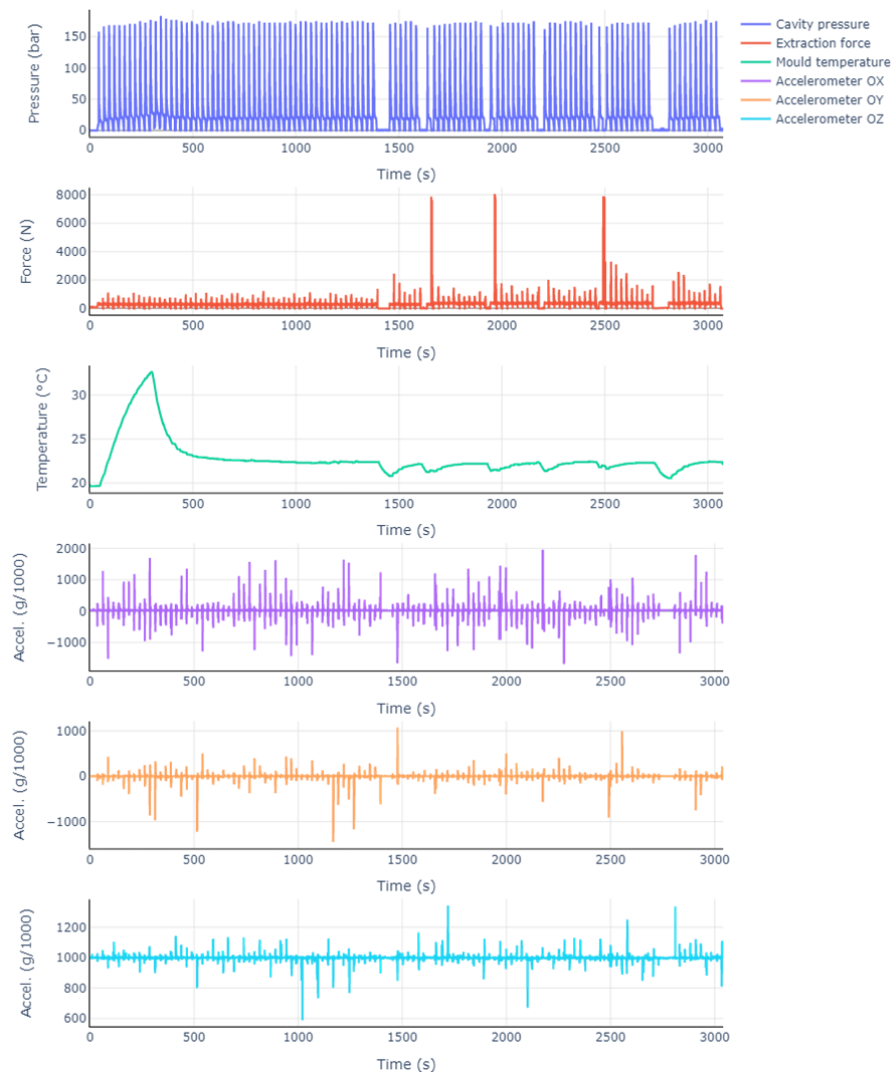 Cavity pressure
Extraction force
Mould temperature
Accelerometer OX
Accelerometer OY
Accelerometer OZ
Pressure (bar)
150
100
50
0
0 500 1000 1500 2000 2500 3000
Time (s)
Force (N)
8000
6000
4000
2000
0
0 500 1000 1500 2000 2500 3000
Time (s)
Temperature (°C)
30
25
20
0 500 1000 1500 2000 2500 3000
Time (s)
Accel. (g/1000)
2000
1000
0
−1000
0 500 1000 1500 2000 2500 3000
Time (s)
Accel. (g/1000)
1000
0
−1000
0 500 1000 1500 2000 2500 3000
Time (s)
Accel. (g/1000)
1200
1000
800
600
0 500 1000 1500 2000 2500 3000
Time (s)